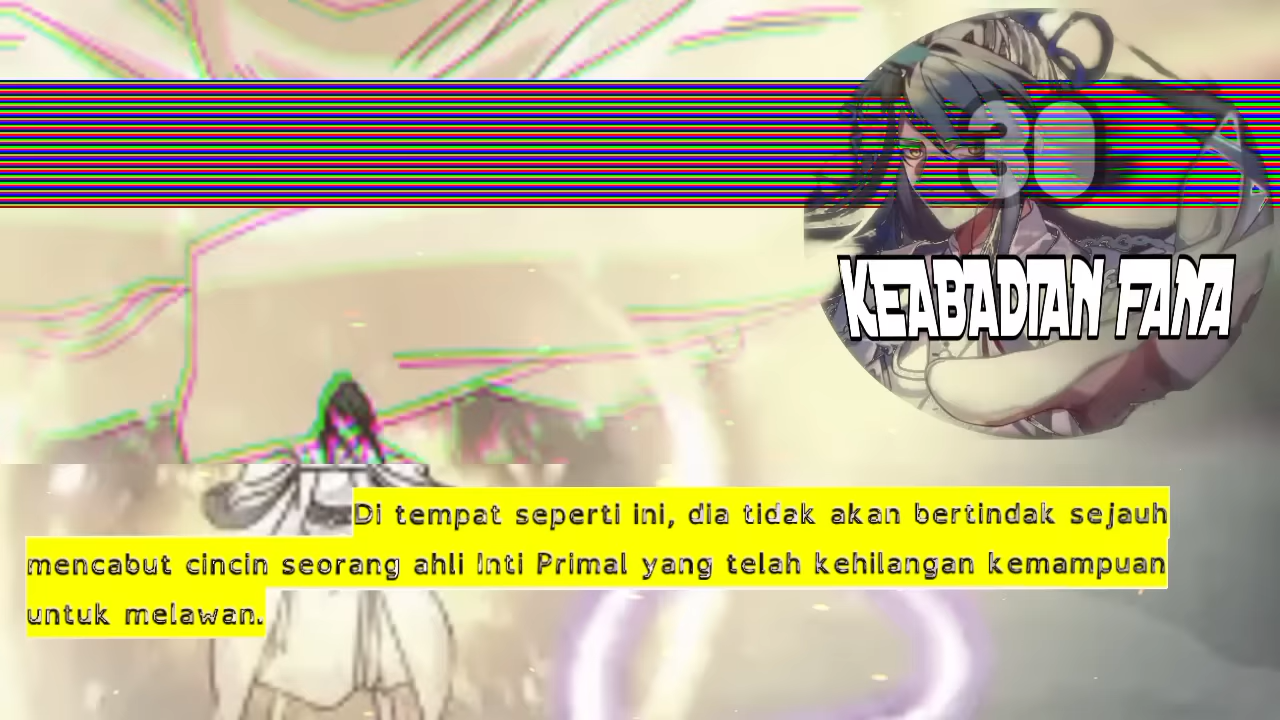 30
KEABADIAN FANA
Di tempat seperti ini, dia tidak akan bertindak sejauh
mencabut cincin seorang ahli Inti Primal yang telah kehilangan kemampuan
untuk melawan.